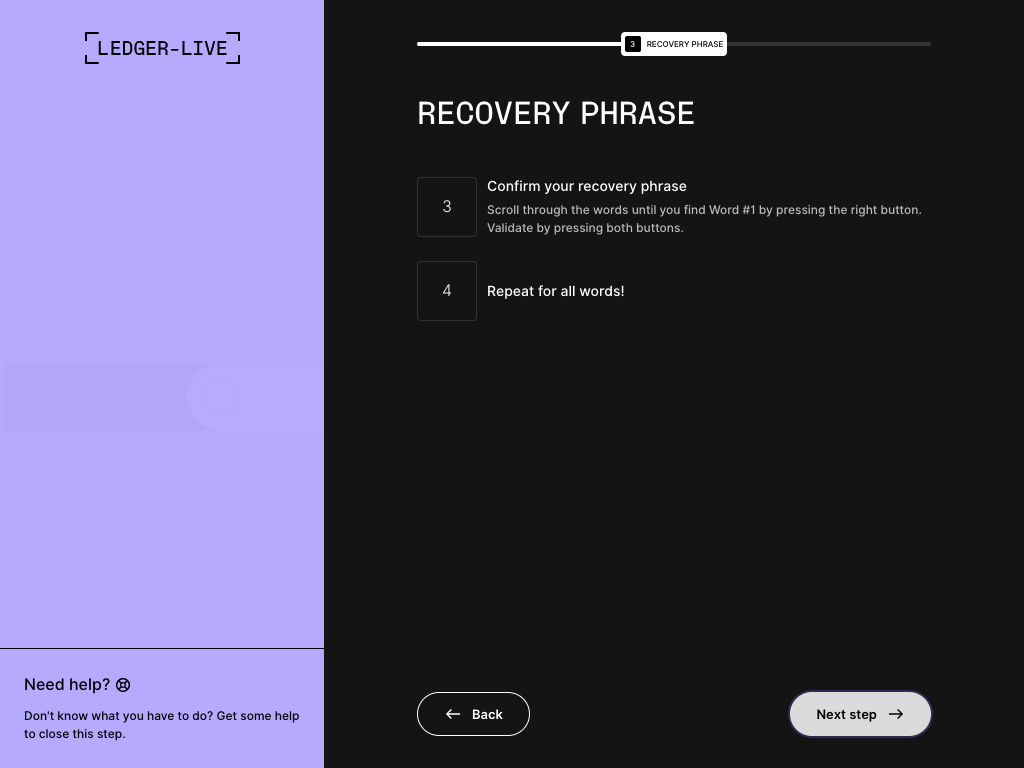 LEDGER-LIVE
3 RECOVERY PHRASE
RECOVERY PHRASE
3
Confirm your recovery phrase
Scroll through the words until you find Word #1 by pressing the right button.
Validate by pressing both buttons.
4
Repeat for all words!
Need help?
Don't know what you have to do? Get some help
to close this step.
Back
Next step